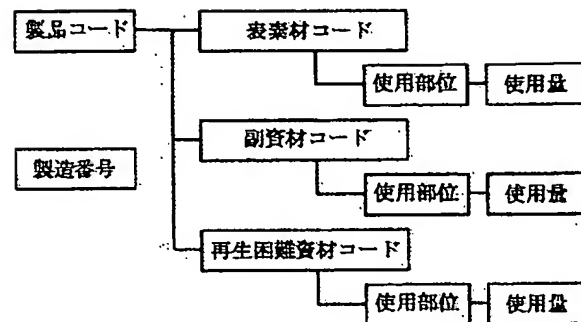 製品コード
表素材コード
使用部位
使用量
副資材コード
製造番号
使用部位
使用量
再生困難資材コード
使用部位
使用量